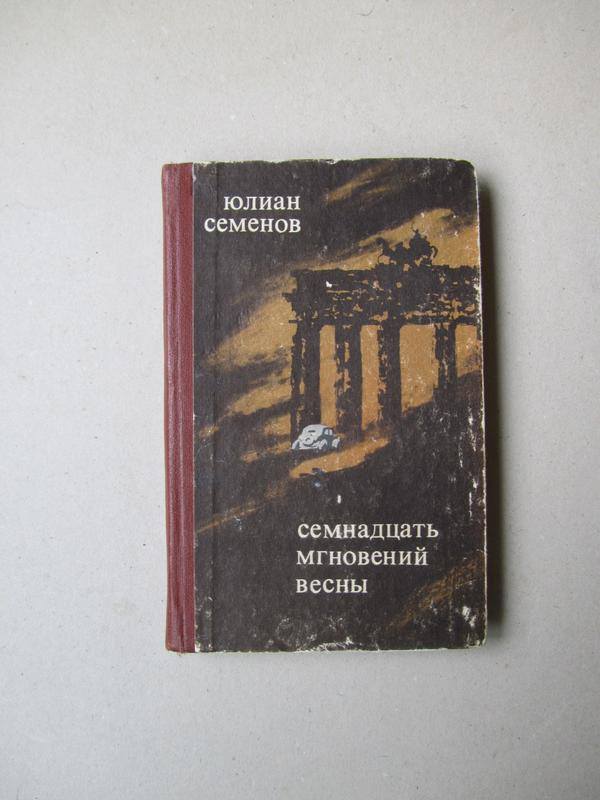 юлиан
семенов
семнадцать
мгновений
весны